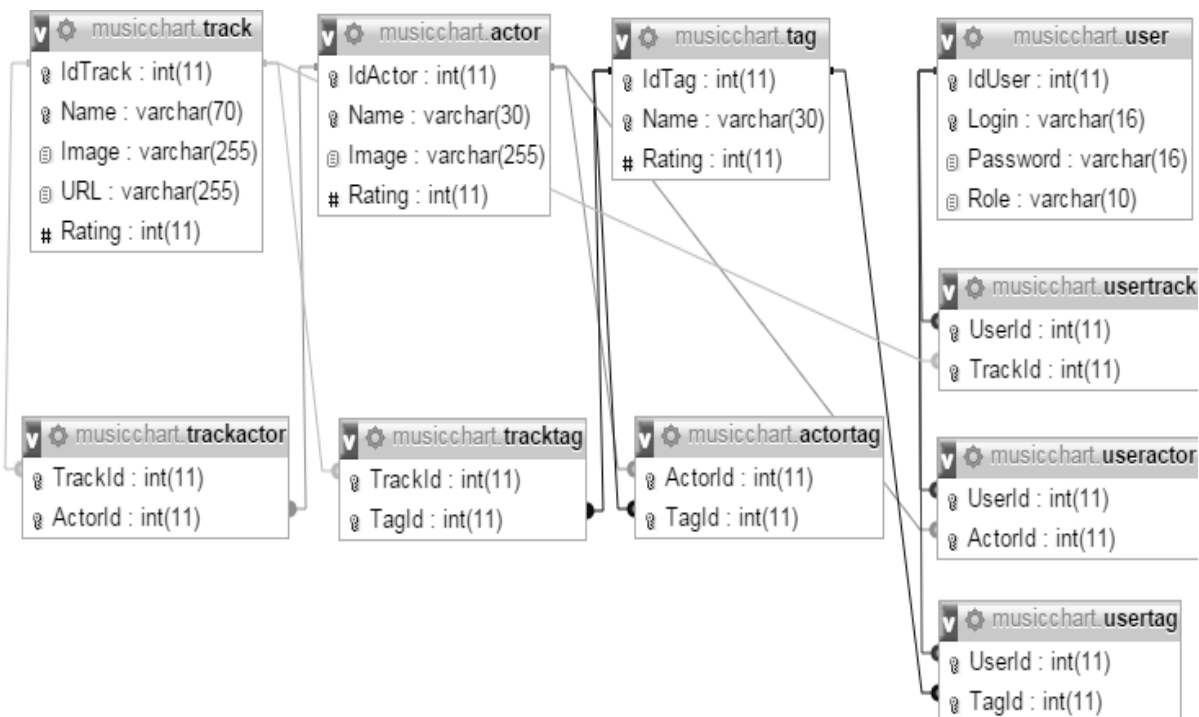 v musicchart.track
IdTrack : int(11)
Name : varchar(70)
Image : varchar(255)
URL : varchar(255)
# Rating : int(11)
v musicchart.actor
IdActor : int(11)
Name : varchar(30)
Image : varchar(255)
# Rating : int(11)
v musicchart.tag
IdTag : int(11)
Name : varchar(30)
# Rating : int(11)
v musicchart.user
IdUser : int(11)
Login : varchar(16)
Password : varchar(16)
Role : varchar(10)
v musicchart.usertrack
UserId : int(11)
TrackId : int(11)
v musicchart.trackactor
TrackId : int(11)
ActorId : int(11)
v musicchart.tracktag
TrackId : int(11)
TagId : int(11)
v musicchart.actortag
ActorId : int(11)
TagId : int(11)
v musicchart.useractor
UserId : int(11)
ActorId : int(11)
v musicchart.usertag
UserId : int(11)
TagId : int(11)